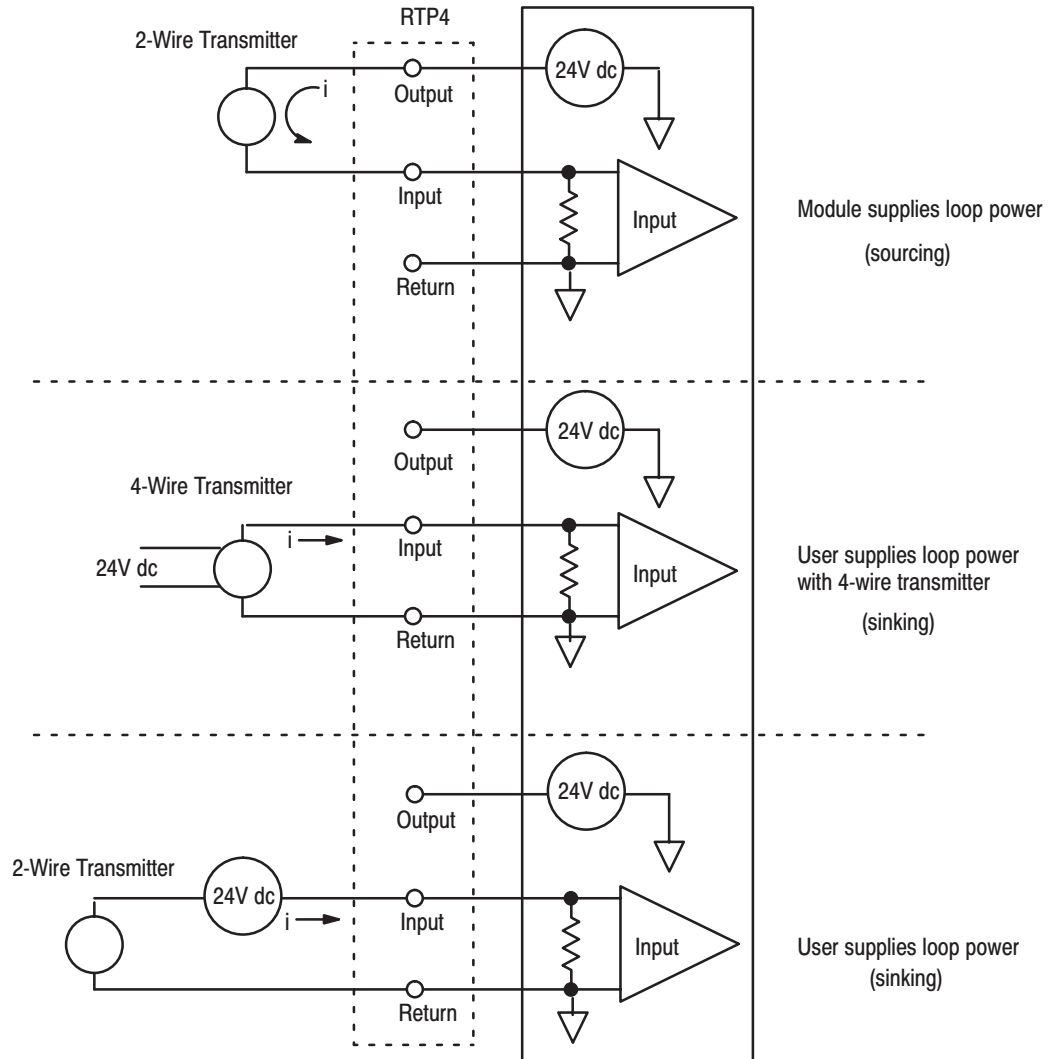 RTP4
2-Wire Transmitter
24V dc
i
Output
Input
Input
Module supplies loop power
(sourcing)
Return
24V dc
Output
4-Wire Transmitter
i
Input
24V dc
Input
User supplies loop power
with 4-wire transmitter
(sinking)
Return
24V dc
Output
2-Wire Transmitter
24V dc
i
Input
Input
User supplies loop power
(sinking)
Return